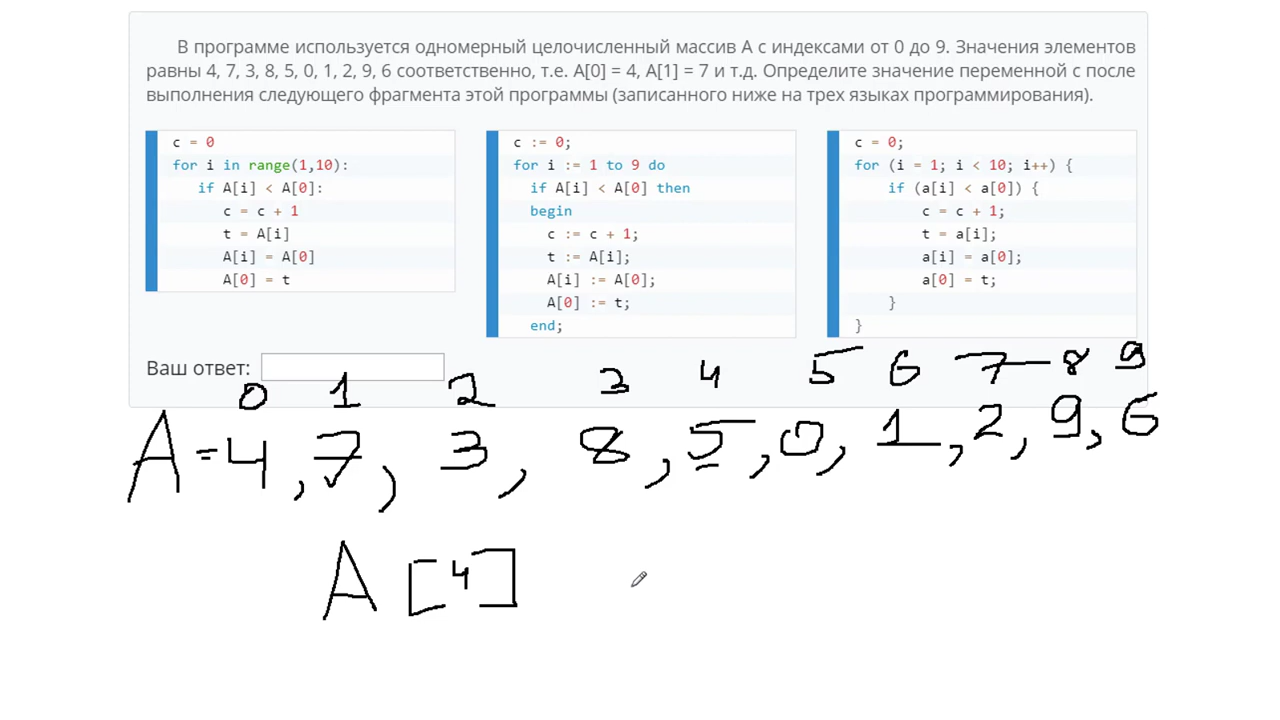 В программе используется одномерный целочисленный массив A с индексами от 0 до 9. Значения элементов
равны 4, 7, 3, 8, 5, 0, 1, 2, 9, 6 соответственно, т.е. A[0] = 4, A[1] = 7 и т.д. Определите значение переменной c после
выполнения следующего фрагмента этой программы (записанного ниже на трех языках программирования).
c = 0
for i in range(1,10):
if A[i] < A[0]:
c = c + 1
t = A[i]
A[i] = A[0]
A[0] = t
c := 0;
for i := 1 to 9 do
if A[i] < A[0] then
begin
c := c + 1;
t := A[i];
A[i] := A[0];
A[0] := t;
end;
c = 0;
for (i = 1; i < 10; i++) {
if (a[i] < a[0]) {
c = c + 1;
t = a[i];
a[i] = a[0];
a[0] = t;
}
}
Ваш ответ:
0 1 2 3 4 5 6 7 8 9
A=4, 7, 3, 8, 5, 0, 1, 2, 9, 6
A [4]